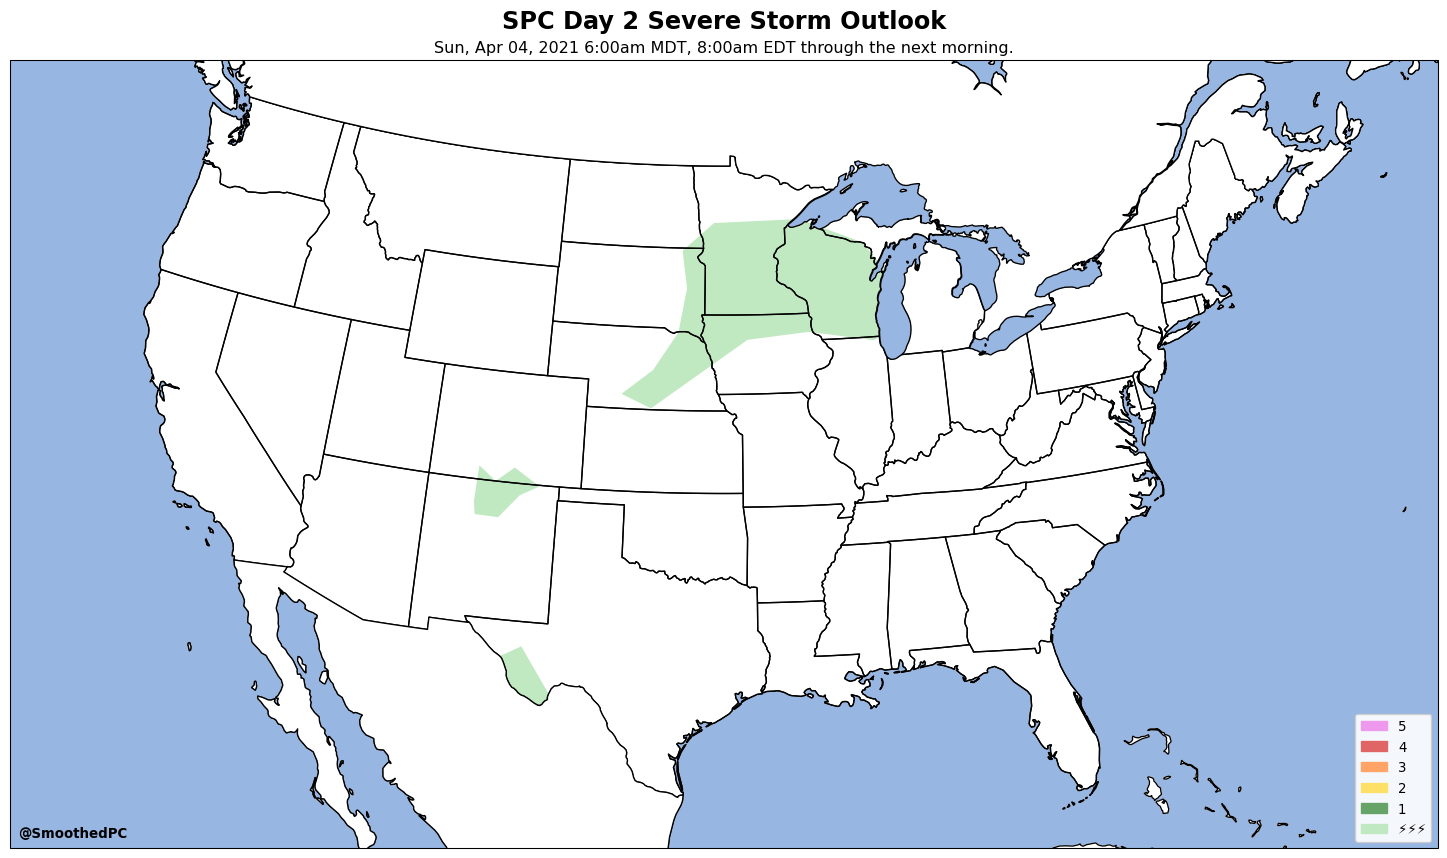 SPC Day 2 Severe Storm Outlook
Sun, Apr 04, 2021 6:00am MDT, 8:00am EDT through the next morning.
5
4
3
2
1
⚡⚡⚡
@SmoothedPC